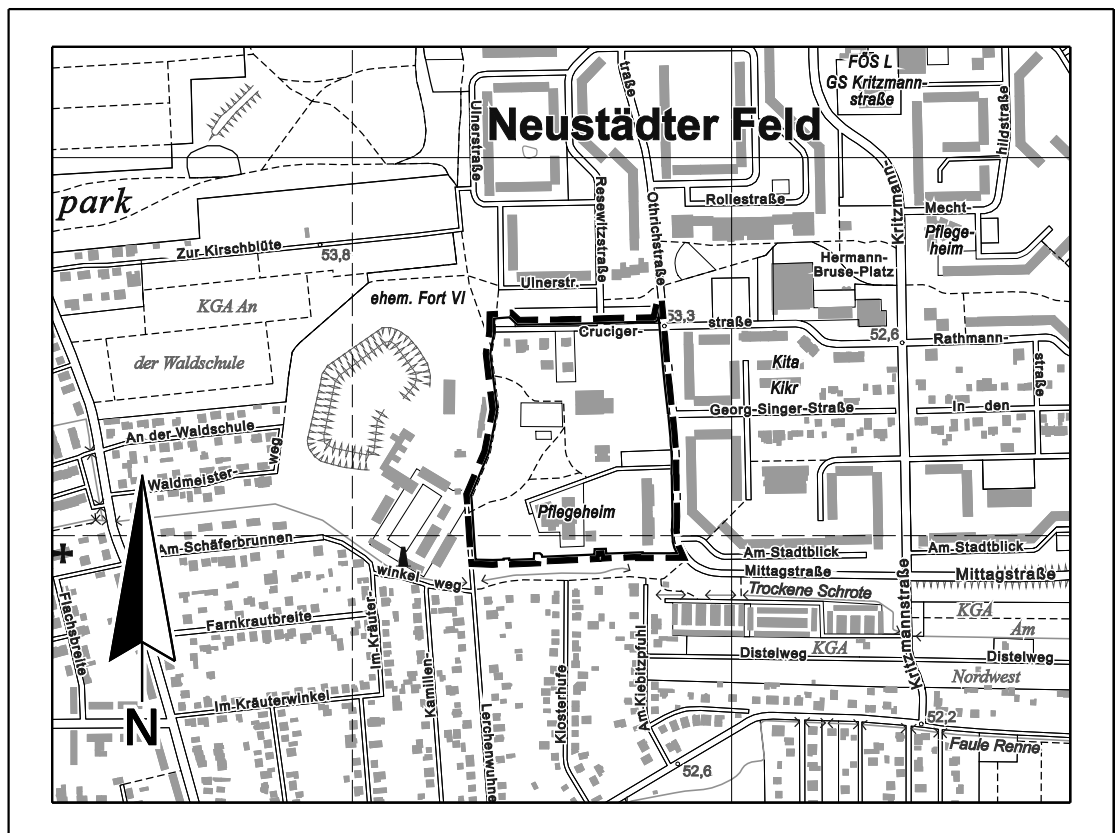 FÖS L
GS Kritzmann-
straße
Neustädter Feld
Ulnerstraße
traße
hildstraße
park
Resewitzstraße
Othrichstraße
Rollestraße
Kritzmann-
Mecht-
Pflege-
heim
Zur Kirschblüte
53,8
Hermann-
Bruse-Platz
Ulnerstr.
ehem. Fort VI
KGA An
der Waldschule
53,3
Cruciger-
straße
52,6
Rathmann-
straße
Kita
Kikr
Georg-Singer-Straße
In den
An der Waldschule
Waldmeister-
weg
Pflegeheim
Am-Schäferbrunnen
winkel
weg
Am-Stadtblick
Am-Stadtblick
Mittagstraße
Mittagstraße
Trockene Schrote
KGA
Am
Flachsbreite
Farnkrautbreite
Im-Kräuter-
Kamillen-
Lerchenwuhne
Klosterhufe
Am-Kiebitzpfuhl
Distelweg
KGA
Kritzmannstraße
Distelweg
Nordwest
Im-Kräuterwinkel
N
52,2
Faule Renne
52,6